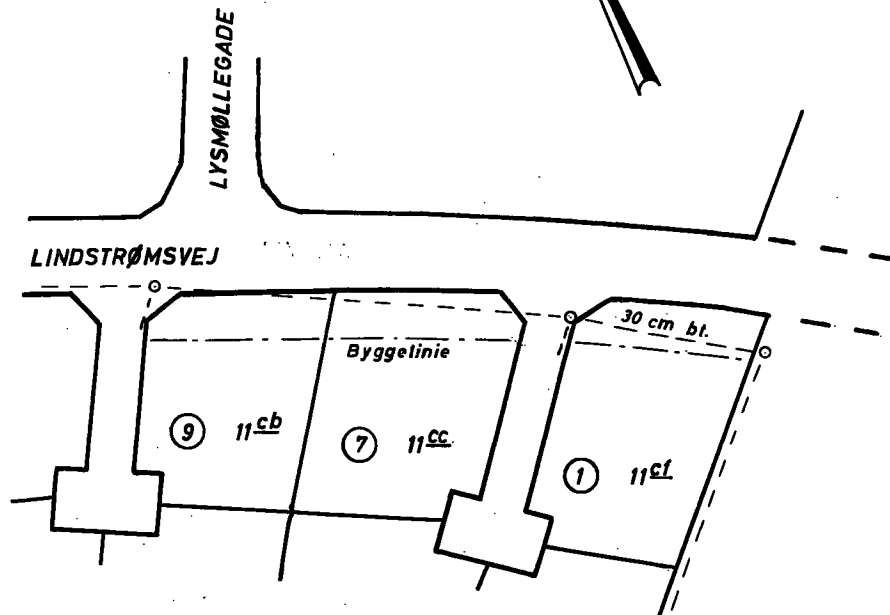 LYSMØLLEGADE
LINDSTRØMSVEJ
30 cm bt.
Byggelinie
9 11cb
7 11cc
1 11cf